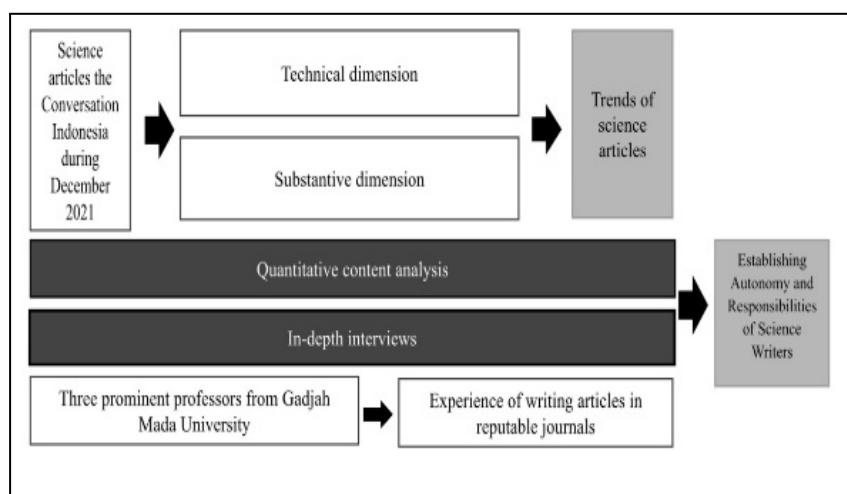 Science
articles the
Conversation
Indonesia
during
December
2021
Technical dimension
Substantive dimension
Trends of
science
articles
Quantitative content analysis
In-depth interviews
Establishing
Autonomy and
Responsibilities
of Science
Writers
Three prominent professors from Gadjah
Mada University
Experience of writing articles in
reputable journals